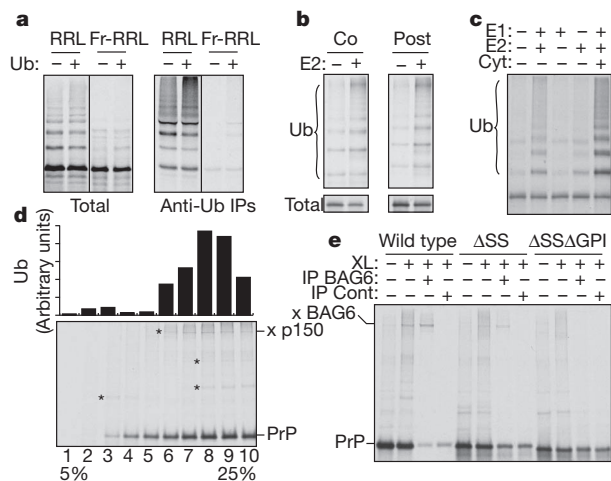 a
RRL Fr-RRL RRL Fr-RRL
Ub: – + – + – + – +
Total Anti-Ub IPs
b
Co Post
E2: – + – +
Ub
Total
c
E1: – + + – +
E2: – + – + +
Cyt: – – – – +
Ub
d
Ub
(Arbitrary units)
* x p150
*
*
*
PrP
1 2 3 4 5 6 7 8 9 10
5% 25%
e
Wild type ΔSS ΔSSΔGPI
XL: – + + + – + + + – + + +
IP BAG6: – – + – – – + – – – + –
IP Cont: – – – + – – – + – – – +
x BAG6
PrP